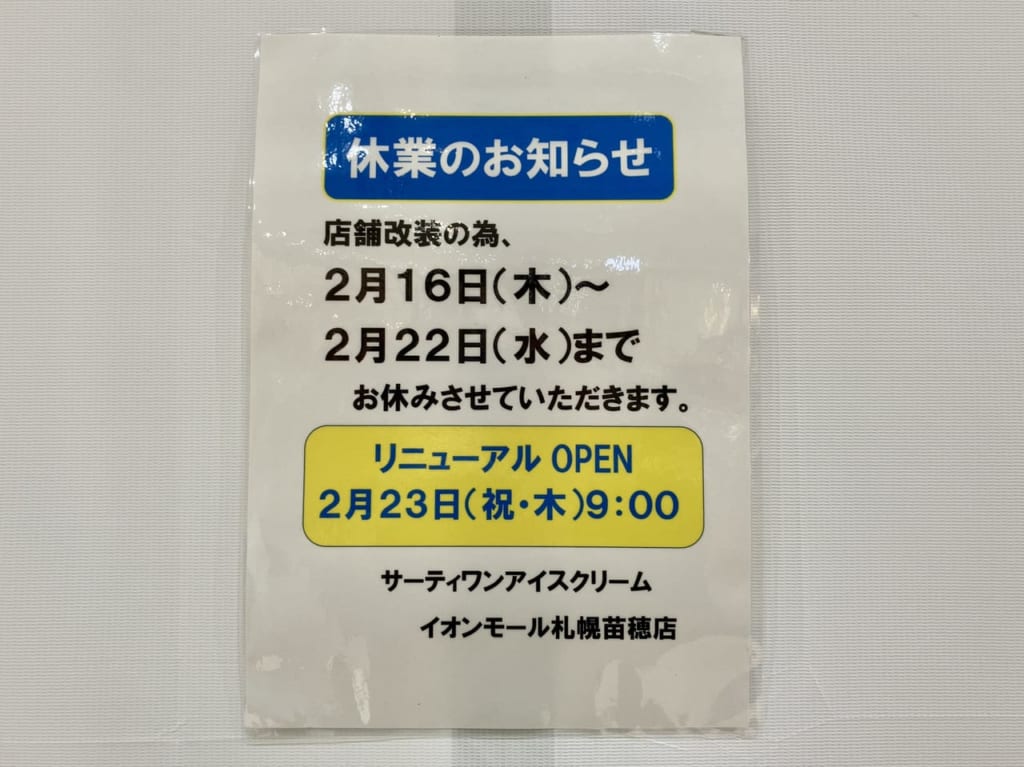 休業のお知らせ
店舗改装の為、
2月16日(木)～
2月22日(水)まで
お休みさせていただきます。
リニューアル OPEN
2月23日(祝・木)9:00
サーティワンアイスクリーム
イオンモール札幌苗穂店